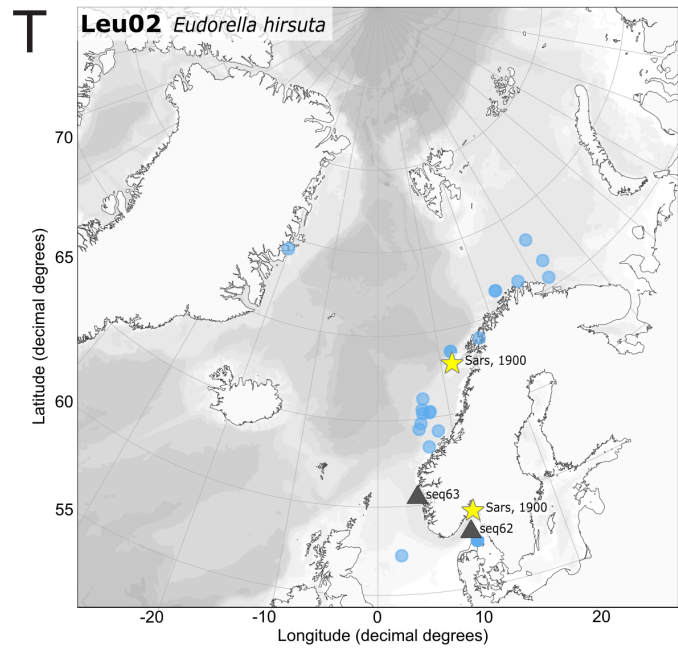 T
Leu02 Eudorella hirsuta
70
65
60
55
Latitude (decimal degrees)
Sars, 1900
seq63
Sars, 1900
seq62
-20
-10
0
10
20
Longitude (decimal degrees)